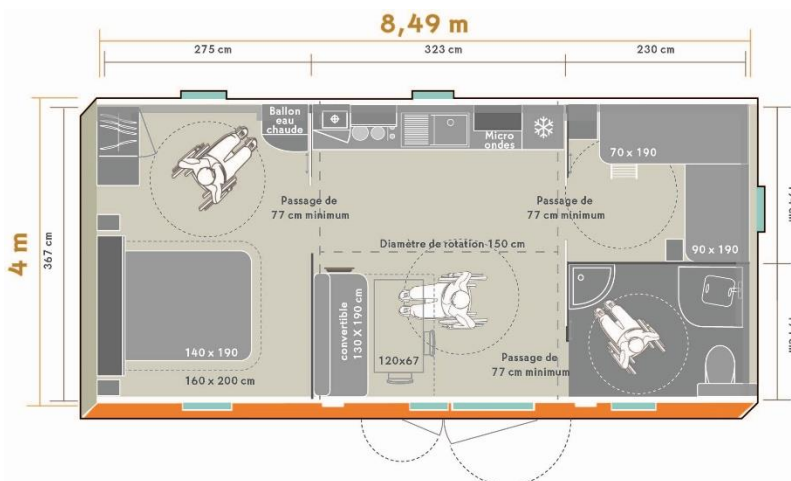 8,49 m
275 cm
323 cm
230 cm
4 m
367 cm
Ballon
eau
chaude
Micro
ondes
70 x 190
Passage de
77 cm minimum
Passage de
77 cm minimum
Diamètre de rotation 150 cm
90 x 190
convertible
130 X 190 cm
140 x 190
120x67
160 x 200 cm
Passage de
77 cm minimum